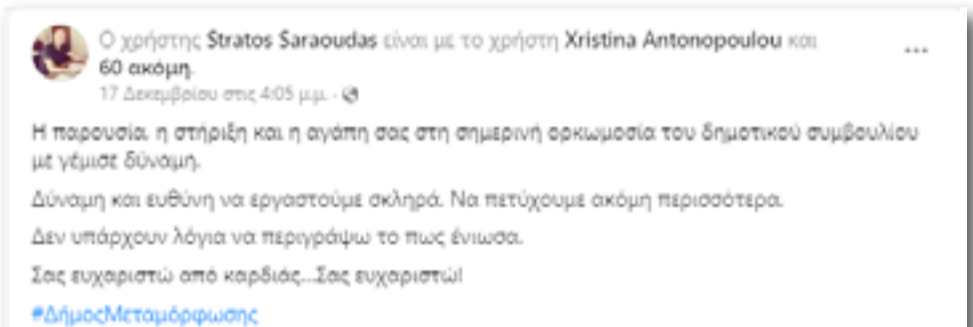 Ο χρήστης Stratos Saraoudas είναι με το χρήστη Xristina Antonopoulou και
60 ακόμη.
17 Δεκεμβρίου στις 4:05 μ.μ. ·
Η παρουσία, η στήριξη και η αγάπη σας στη σημερινή ορκωμοσία του δημοτικού συμβουλίου
με γέμισε δύναμη.
Δύναμη και ευθύνη να εργαστούμε σκληρά. Να πετύχουμε ακόμη περισσότερα.
Δεν υπάρχουν λόγια να περιγράψω το πως ένιωσα.
Σας ευχαριστώ από καρδιάς...Σας ευχαριστώ!
#ΔήμοςΜεταμόρφωσης